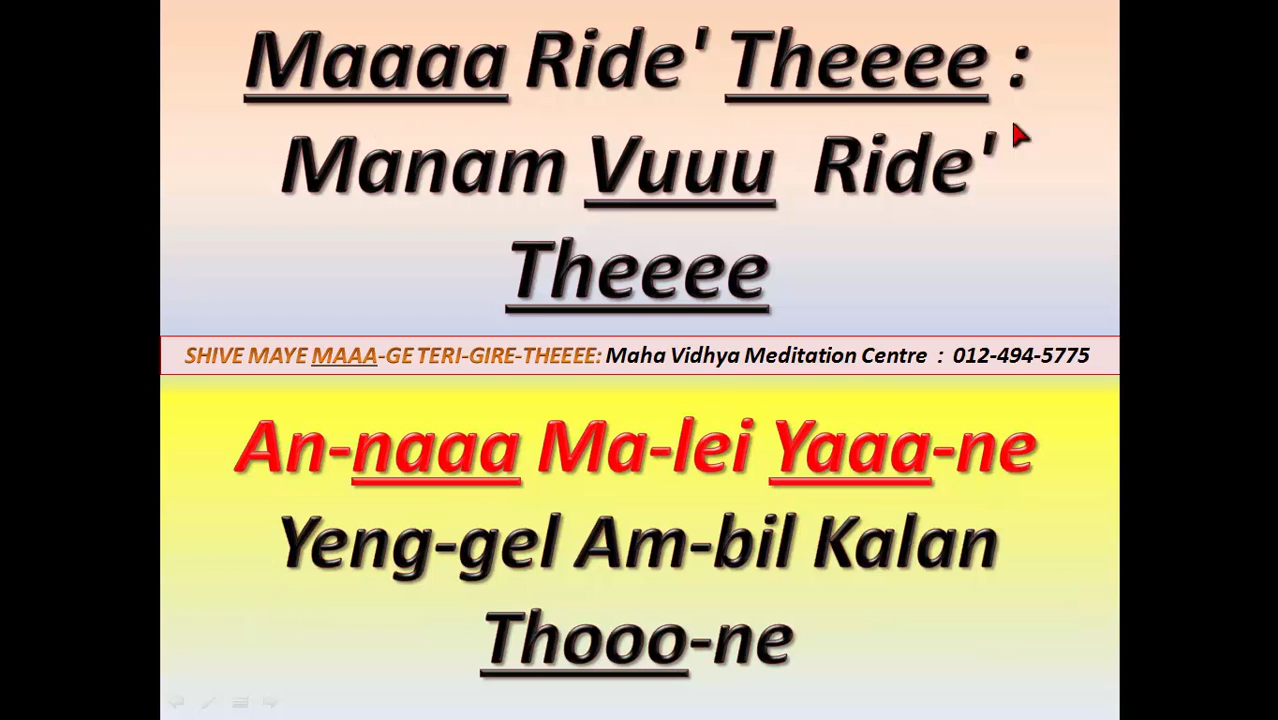 Maaaa Ride' Theeee :
Manam Vuuu Ride'
Theeee
SHIVE MAYE MAAA-GE TERI-GIRE-THEEEE: Maha Vidhya Meditation Centre : 012-494-5775
An-naaa Ma-lei Yaaa-ne
Yeng-gel Am-bil Kalan
Thooo-ne